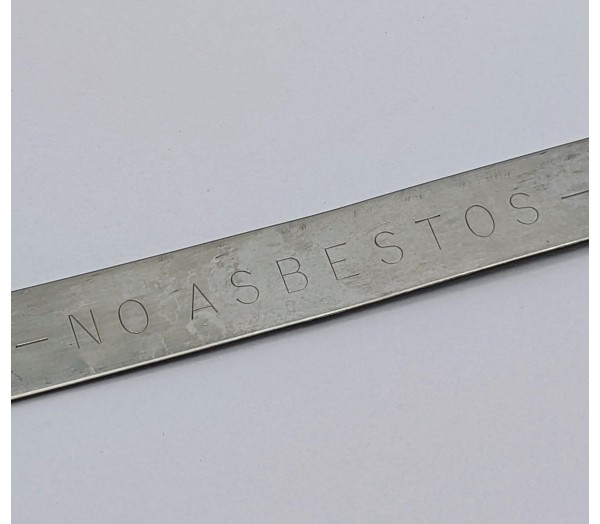 — NO ASBESTOS —